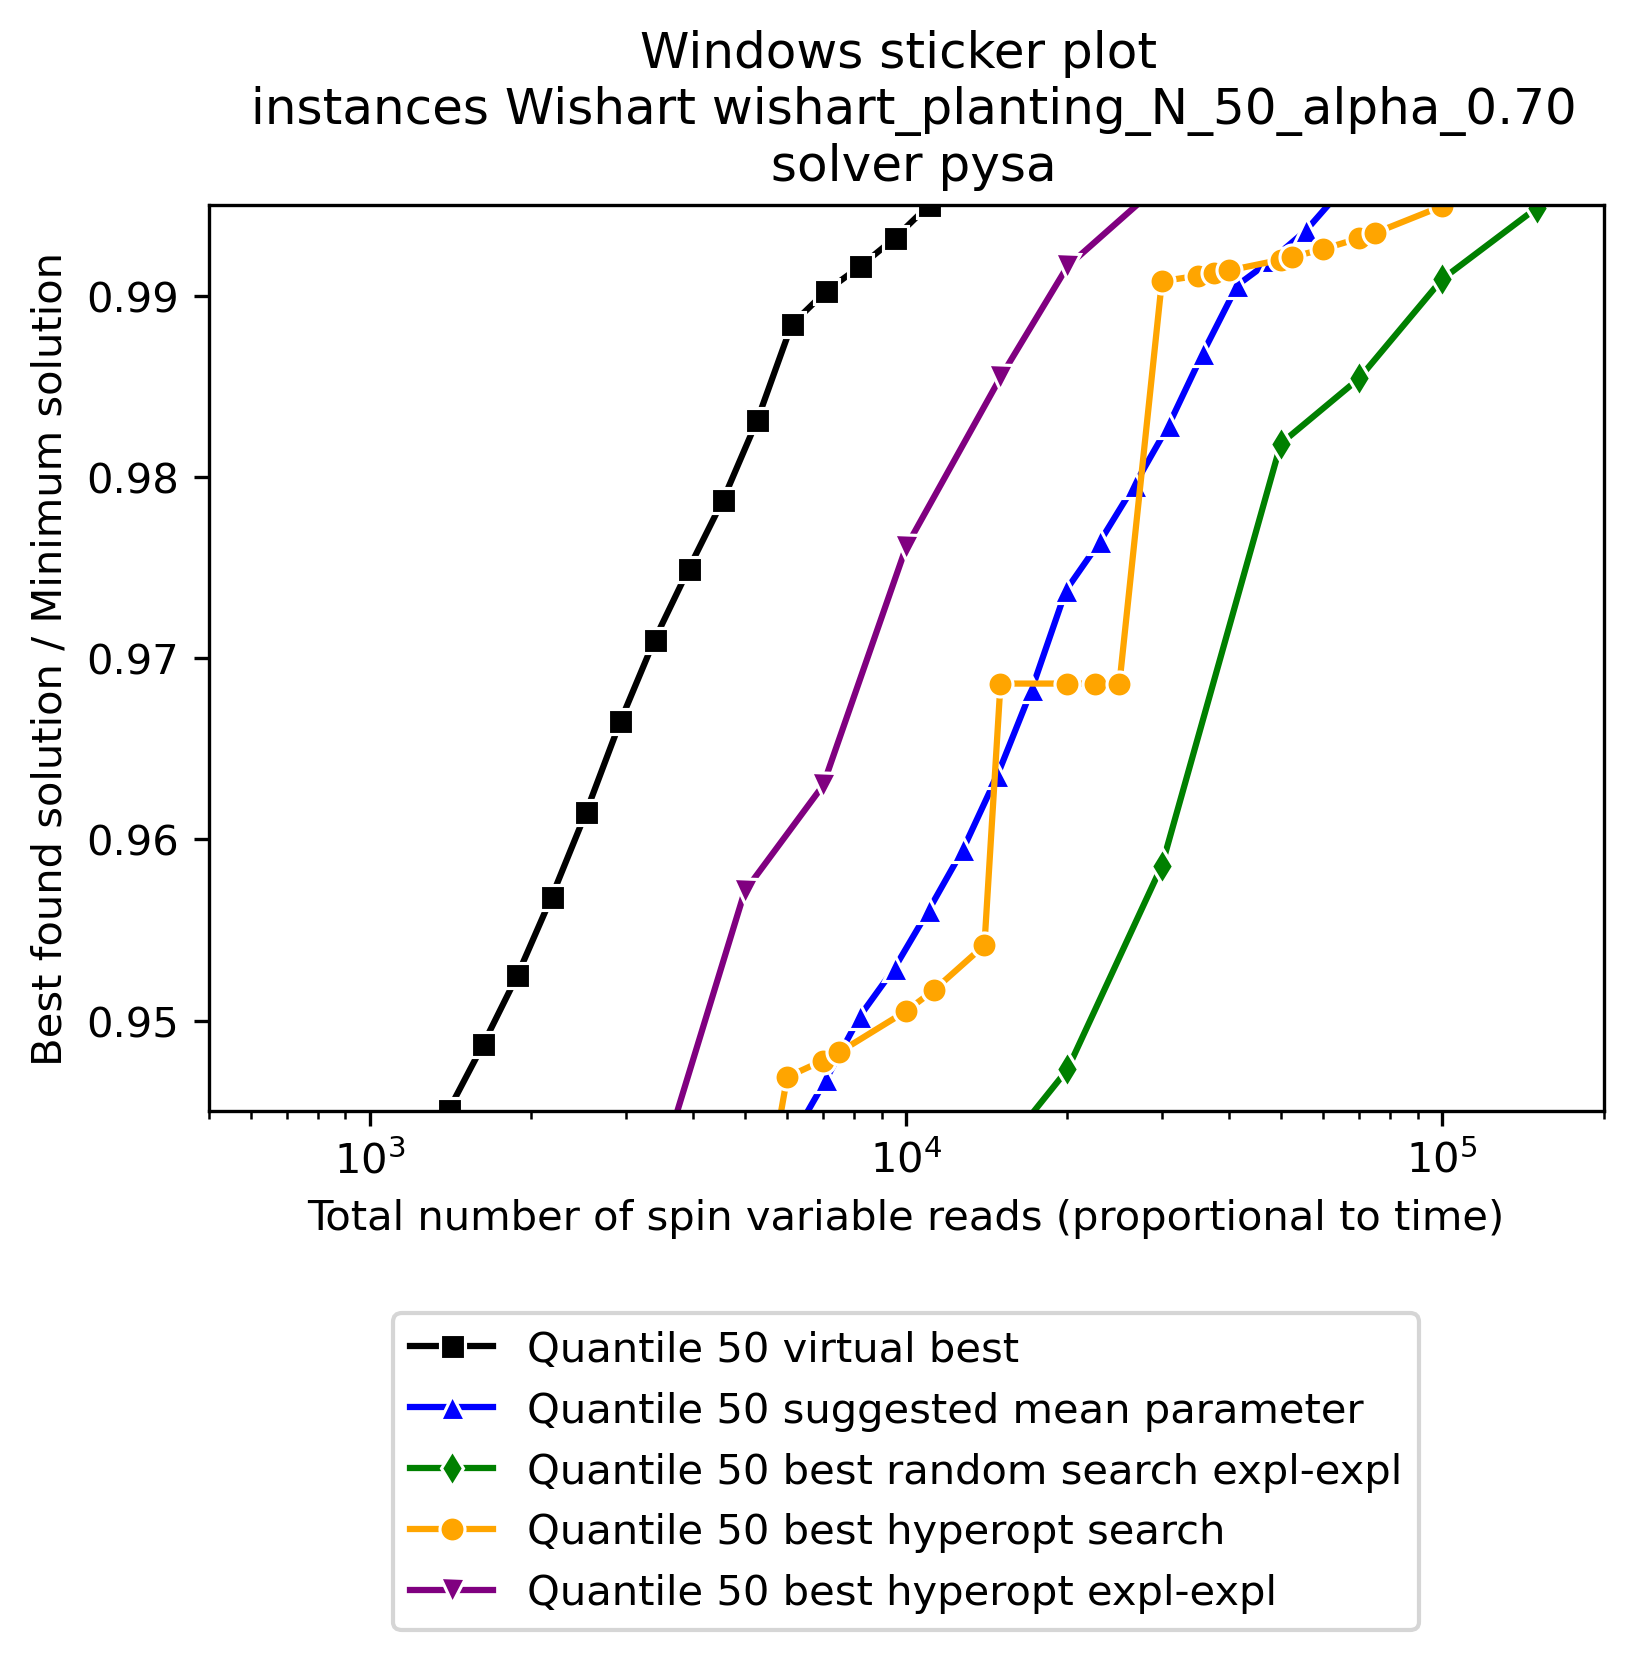 Windows sticker plot
instances Wishart wishart_planting_N_50_alpha_0.70
solver pysa
Best found solution / Minimum solution
0.99
0.98
0.97
0.96
0.95
10³
10⁴
10⁵
Total number of spin variable reads (proportional to time)
Quantile 50 virtual best
Quantile 50 suggested mean parameter
Quantile 50 best random search expl-expl
Quantile 50 best hyperopt search
Quantile 50 best hyperopt expl-expl